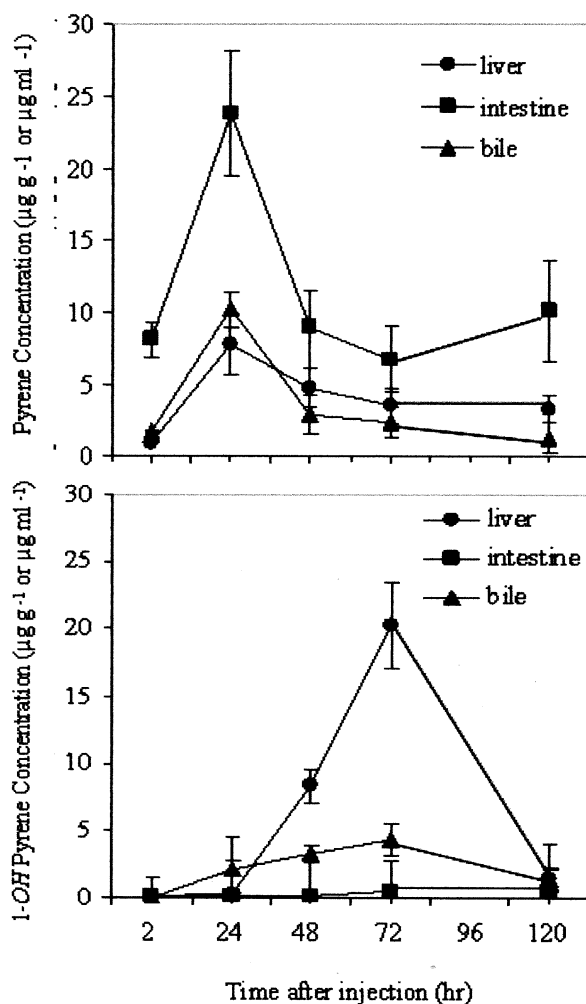 Pyrene Concentration (µg g -1 or µg ml -1)
30
25
20
15
10
5
0
liver
intestine
bile
1-OH Pyrene Concentration (µg g-1 or µg ml-1)
30
25
20
15
10
5
0
liver
intestine
bile
2 24 48 72 96 120
Time after injection (hr)